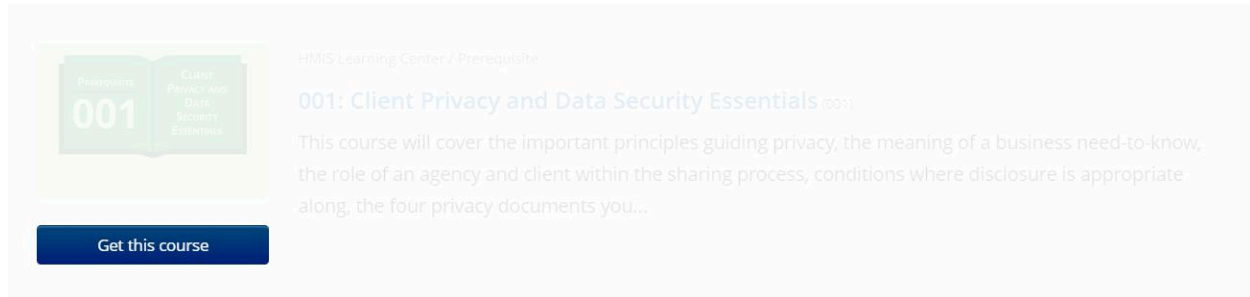 PREREQUISITE
001
CLIENT
PRIVACY AND
DATA
SECURITY
ESSENTIALS
HMIS Learning Center / Prerequisite
001: Client Privacy and Data Security Essentials (001)
This course will cover the important principles guiding privacy, the meaning of a business need-to-know,
the role of an agency and client within the sharing process, conditions where disclosure is appropriate
along, the four privacy documents you...
Get this course